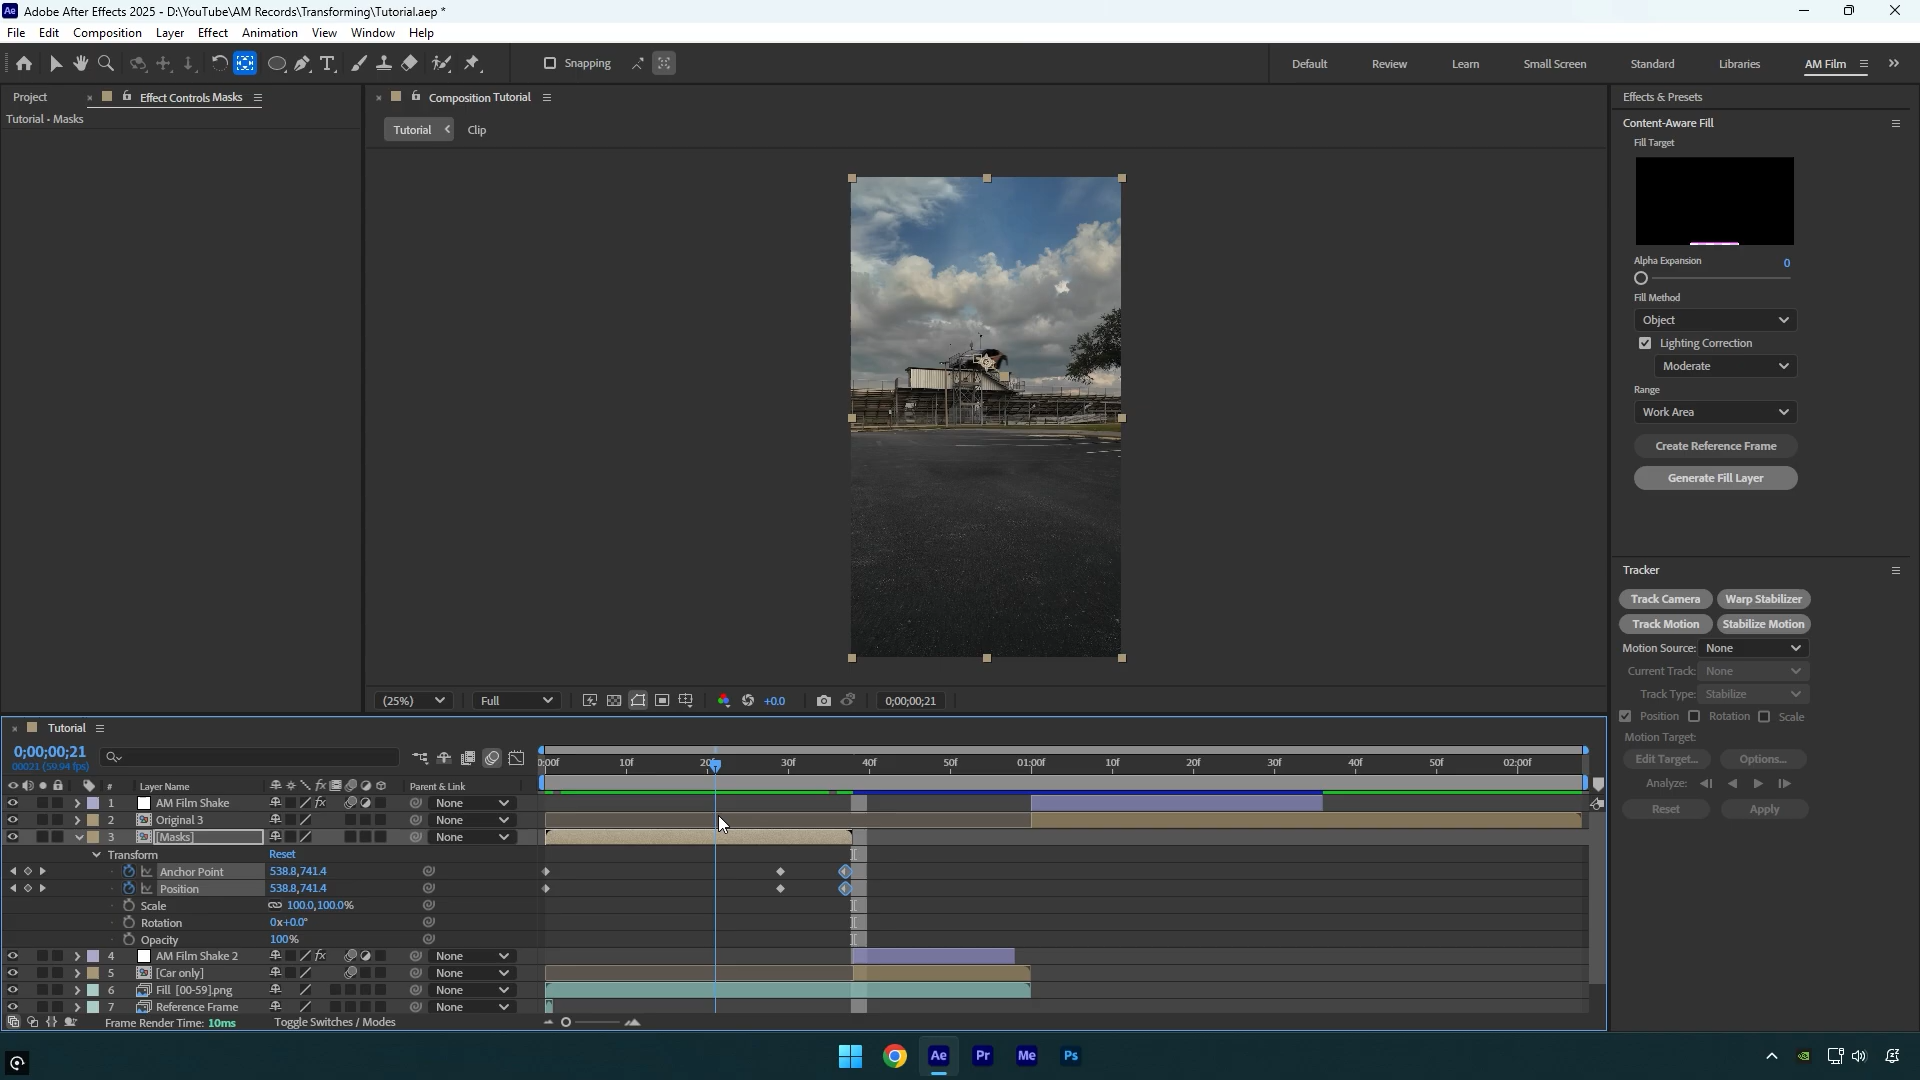 Ae Adobe After Effects 2025 - D:\YouTube\AM Records\Transforming\Tutorial.aep *
File Edit Composition Layer Effect Animation View Window Help
Snapping Default Review Learn Small Screen Standard Libraries AM Film
Project Effect Controls Masks Composition Tutorial Effects & Presets
Tutorial • Masks
Tutorial Clip
Content-Aware Fill
Fill Target
Alpha Expansion 0
Fill Method
Object
Lighting Correction
Moderate
Range
Work Area
Create Reference Frame
Generate Fill Layer
Tracker
Track Camera Warp Stabilizer
Track Motion Stabilize Motion
Motion Source: None
Current Track: None
Track Type: Stabilize
Position Rotation Scale
Motion Target:
Edit Target... Options...
Analyze:
Reset Apply
(25%) Full +0.0 0;00;00;21
Tutorial
0;00;00;21
00021 (59.94 fps)
0:00f 10f 20f 30f 40f 50f 01:00f 10f 20f 30f 40f 50f 02:00f
# Layer Name fx Parent & Link
1 AM Film Shake fx None
2 Original 3 None
3 [Masks] None
Transform Reset
Anchor Point 538.8,741.4
Position 538.8,741.4
Scale 100.0,100.0%
Rotation 0x+0.0°
Opacity 100%
4 AM Film Shake 2 fx None
5 [Car only] None
6 Fill [00-59].png None
7 Reference Frame None
Frame Render Time: 10ms Toggle Switches / Modes
Ae Pr Me Ps